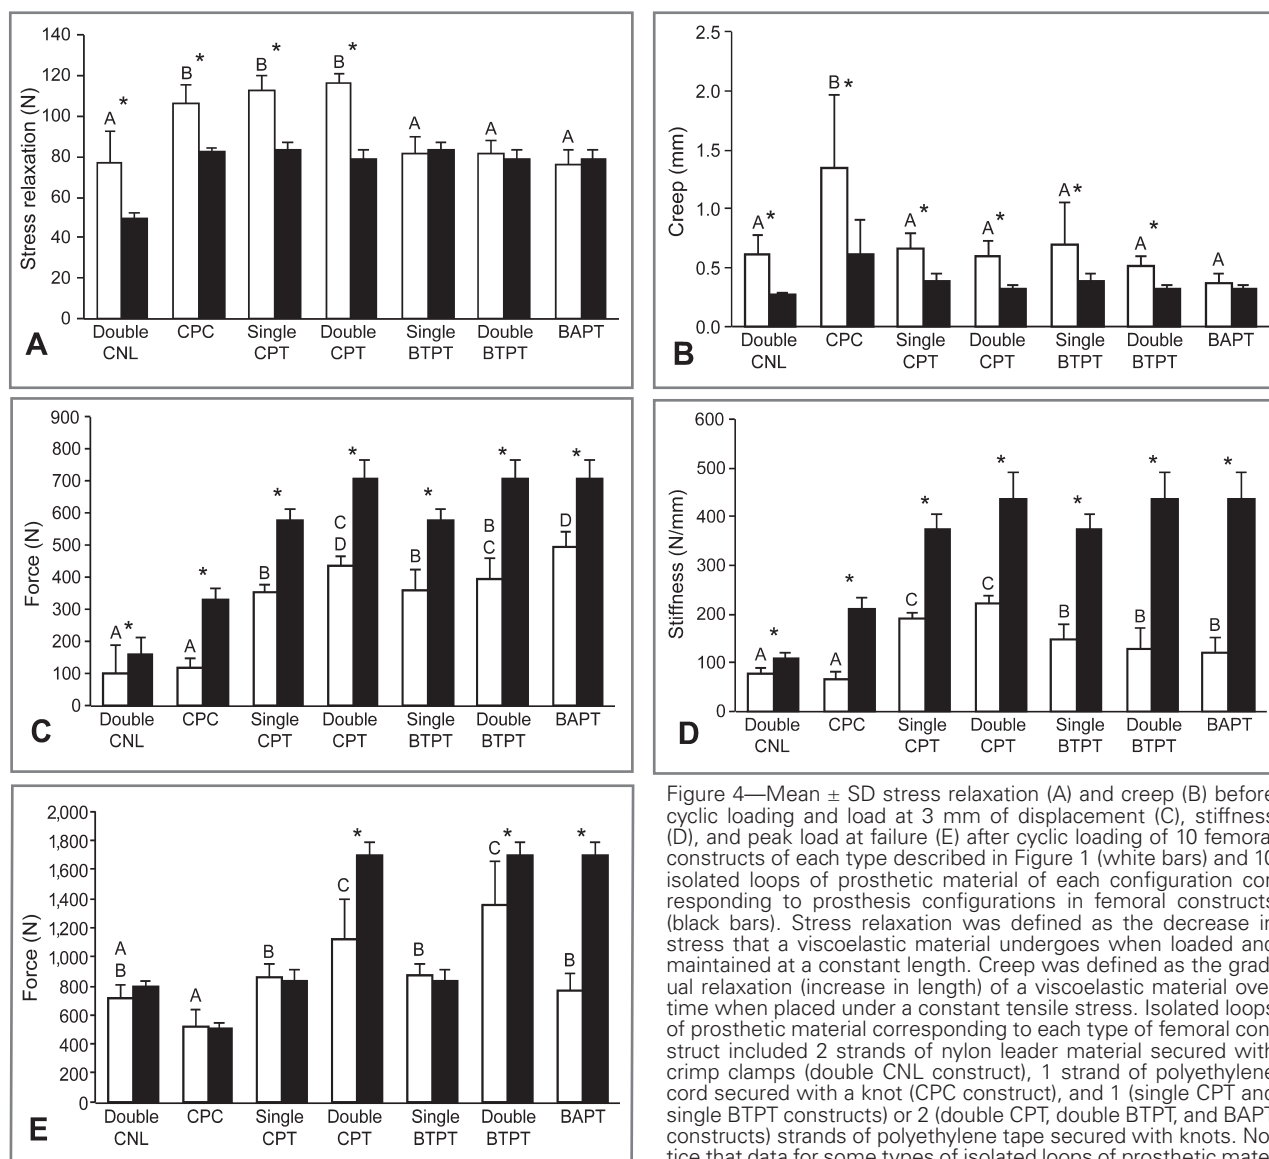 140
120
100
80
60
40
20
0
Stress relaxation (N)
A *
B *
B *
B *
A
A
A
Double CNL
CPC
Single CPT
Double CPT
Single BTPT
Double BTPT
BAPT
A
2.5
2.0
1.5
1.0
0.5
0.0
Creep (mm)
A *
B *
A *
A *
A *
A *
A
Double CNL
CPC
Single CPT
Double CPT
Single BTPT
Double BTPT
BAPT
B
900
800
700
600
500
400
300
200
100
0
Force (N)
A *
A *
B *
C D *
B *
B C *
D *
Double CNL
CPC
Single CPT
Double CPT
Single BTPT
Double BTPT
BAPT
C
600
500
400
300
200
100
0
Stiffness (N/mm)
A *
A *
C *
C *
B *
B *
B *
Double CNL
CPC
Single CPT
Double CPT
Single BTPT
Double BTPT
BAPT
D
2,000
1,800
1,600
1,400
1,200
1,000
800
600
400
200
0
Force (N)
A B
A
B
C *
B
C *
B *
Double CNL
CPC
Single CPT
Double CPT
Single BTPT
Double BTPT
BAPT
E
Figure 4—Mean ± SD stress relaxation (A) and creep (B) before
cyclic loading and load at 3 mm of displacement (C), stiffness
(D), and peak load at failure (E) after cyclic loading of 10 femora
constructs of each type described in Figure 1 (white bars) and 10
isolated loops of prosthetic material of each configuration cor
responding to prosthesis configurations in femoral constructs
(black bars). Stress relaxation was defined as the decrease in
stress that a viscoelastic material undergoes when loaded and
maintained at a constant length. Creep was defined as the grad
ual relaxation (increase in length) of a viscoelastic material ove
time when placed under a constant tensile stress. Isolated loops
of prosthetic material corresponding to each type of femoral con
struct included 2 strands of nylon leader material secured with
crimp clamps (double CNL construct), 1 strand of polyethylene
cord secured with a knot (CPC construct), and 1 (single CPT and
single BTPT constructs) or 2 (double CPT, double BTPT, and BAPT
constructs) strands of polyethylene tape secured with knots. No
tice that data for some types of isolated loops of prosthetic mate